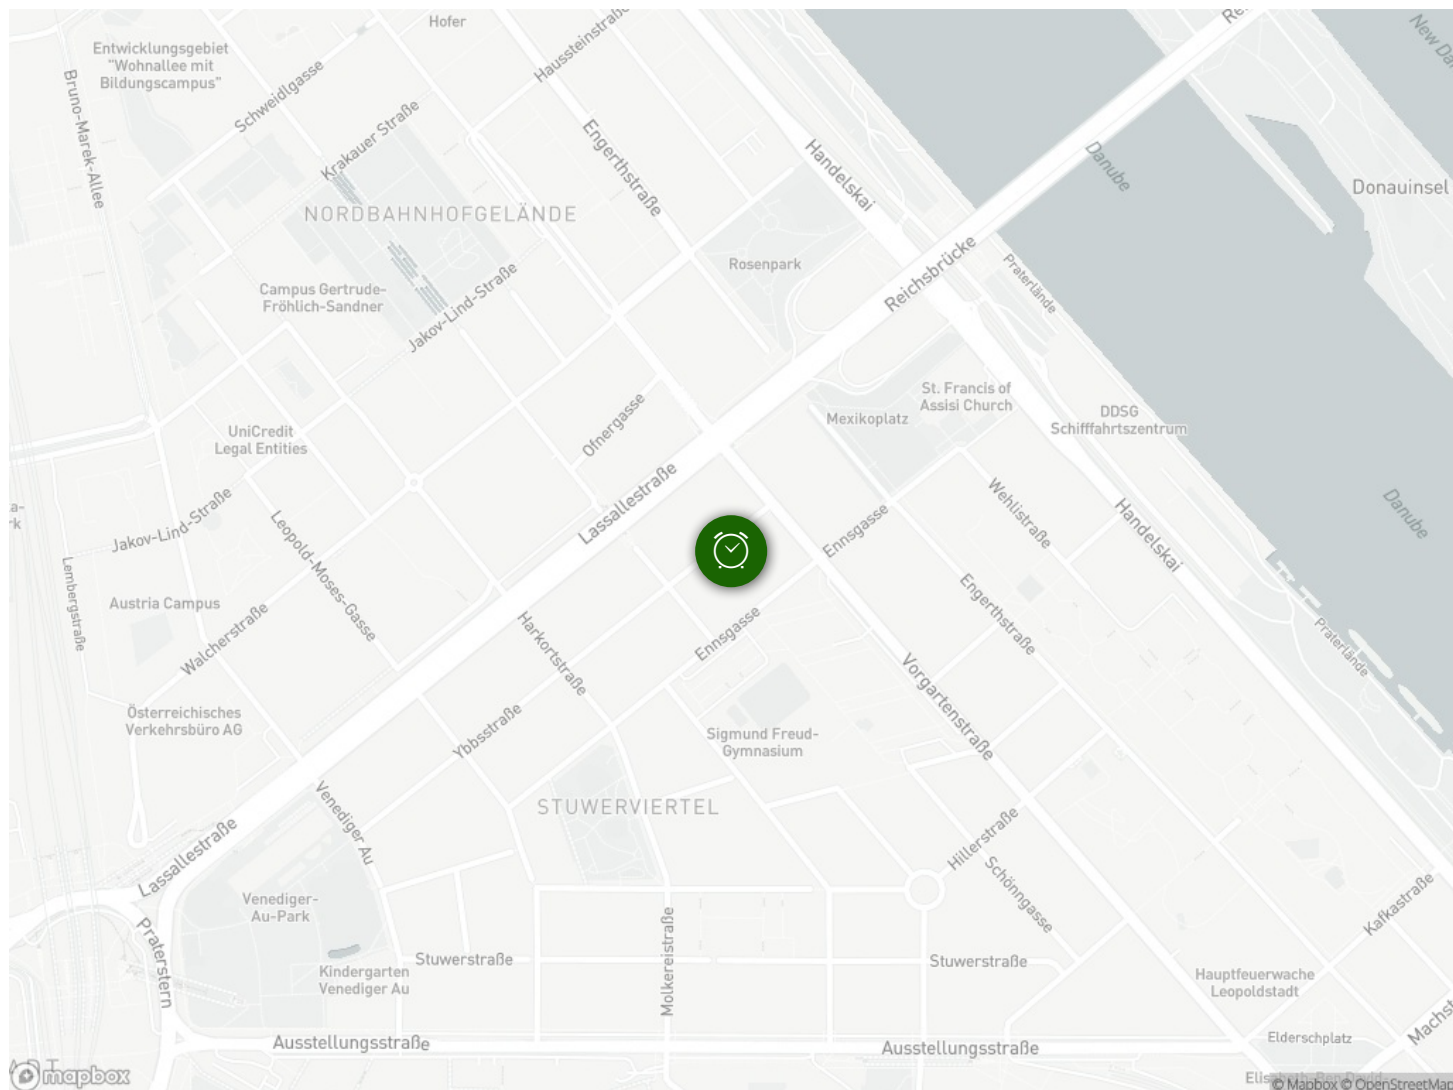 Hofer
Entwicklungsgebiet
"Wohnallee mit
Bildungscampus"
Haussteinstraße
Bruno-Marek-Allee
Schweidlgasse
Krakauer Straße
Engerthstraße
Handelskai
Danube
Donauinsel
NORDBAHNHOFGELÄNDE
Rosenpark
Reichsbrücke
Praterlände
Campus Gertrude-
Fröhlich-Sandner
Jakov-Lind-Straße
Ofnergasse
St. Francis of
Assisi Church
Mexikoplatz
DDSG
Schifffahrtszentrum
UniCredit
Legal Entities
Lassallestraße
Jakov-Lind-Straße
Leopold-Moses-Gasse
Ennsgasse
Wehlistraße
Handelskai
Danube
Lembergstraße
Austria Campus
Walcherstraße
Harkortstraße
Ennsgasse
Engerthstraße
Praterlände
Vorgartenstraße
Österreichisches
Verkehrsbüro AG
Ybbsstraße
Sigmund Freud-
Gymnasium
STUWERVIERTEL
Venediger Au
Lassallestraße
Hillerstraße
Schönngasse
Kafkastraße
Venediger-
Au-Park
Praterstern
Molkereistraße
Stuwerstraße
Stuwerstraße
Kindergarten
Venediger Au
Hauptfeuerwache
Leopoldstadt
Ausstellungsstraße
Ausstellungsstraße
Elderschplatz
mapbox
© Mapbox © OpenStreetMap